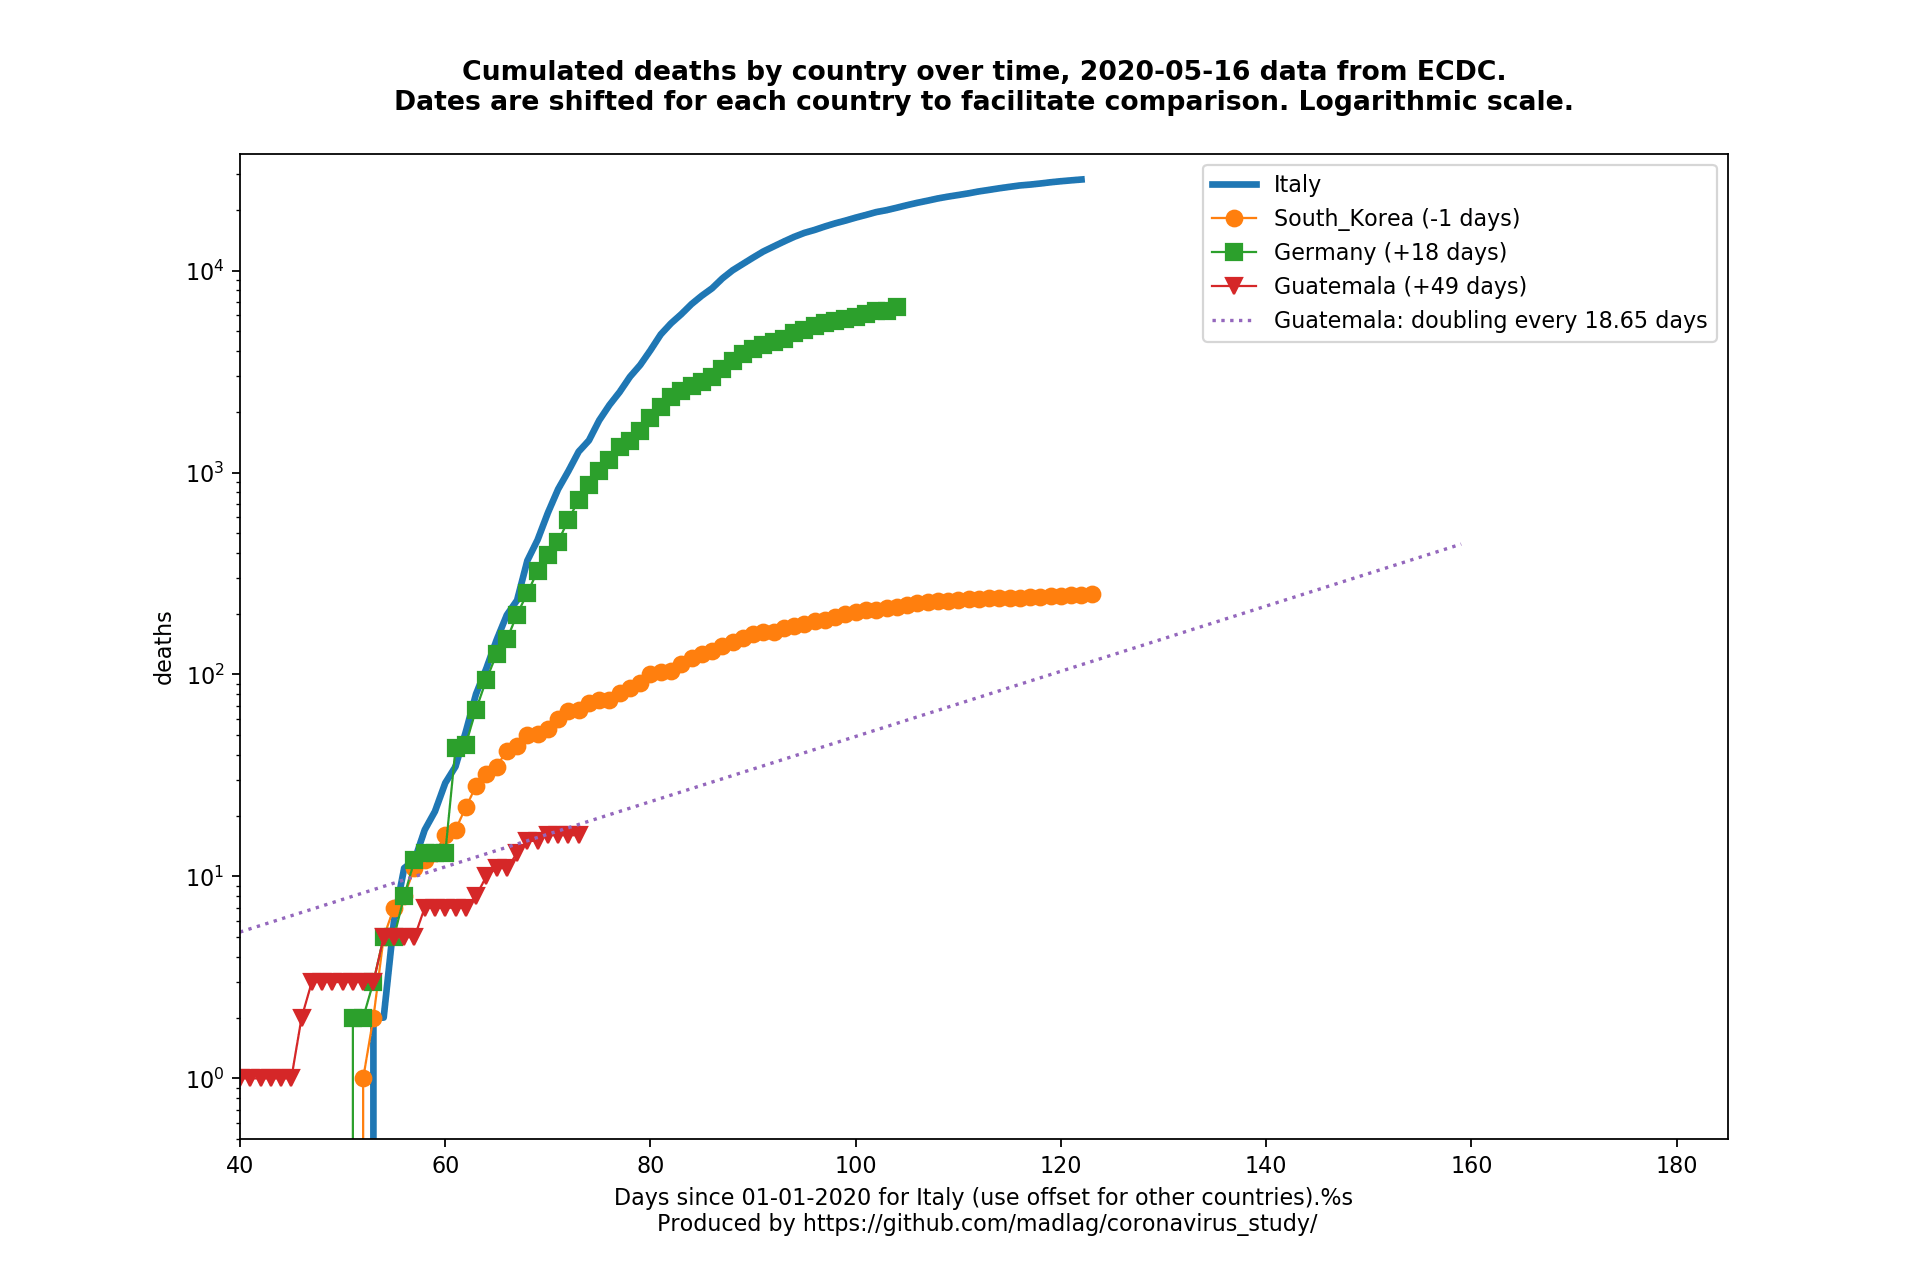 Cumulated deaths by country over time, 2020-05-16 data from ECDC.
Dates are shifted for each country to facilitate comparison. Logarithmic scale.
Italy
South_Korea (-1 days)
Germany (+18 days)
Guatemala (+49 days)
Guatemala: doubling every 18.65 days
deaths
10⁴
10³
10²
10¹
10⁰
40 60 80 100 120 140 160 180
Days since 01-01-2020 for Italy (use offset for other countries).%s
Produced by https://github.com/madlag/coronavirus_study/